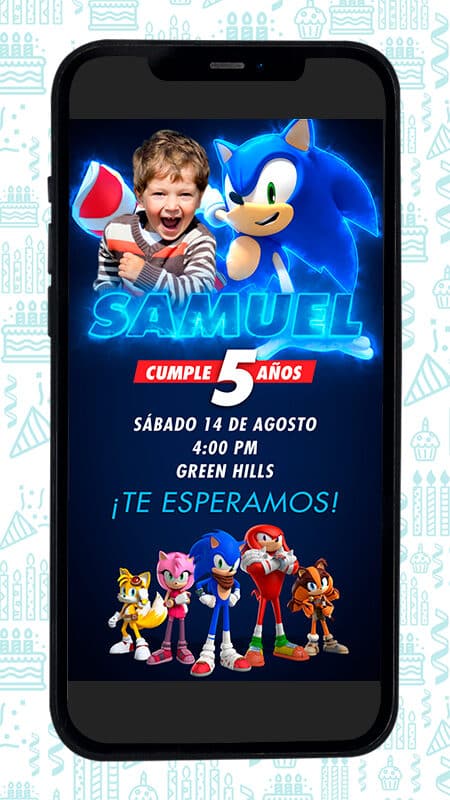 SAMUEL
CUMPLE 5 AÑOS
SÁBADO 14 DE AGOSTO
4:00 PM
GREEN HILLS
¡TE ESPERAMOS!